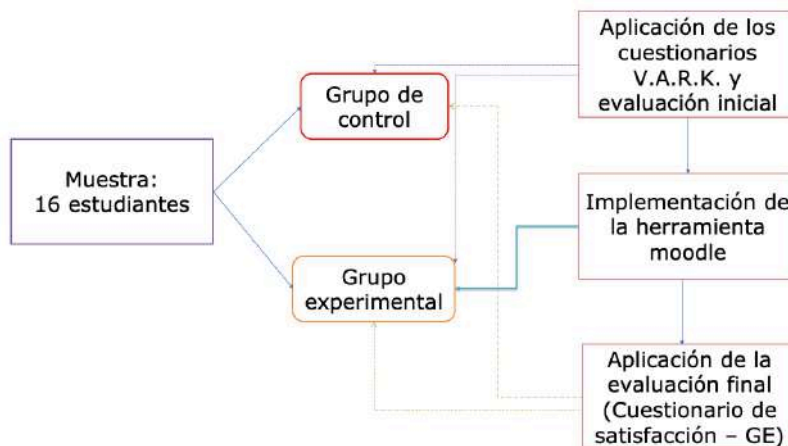 Muestra:
16 estudiantes
Grupo de
control
Grupo
experimental
Aplicación de los
cuestionarios
V.A.R.K. y
evaluación inicial
Implementación de
la herramienta
moodle
Aplicación de la
evaluación final
(Cuestionario de
satisfacción – GE)